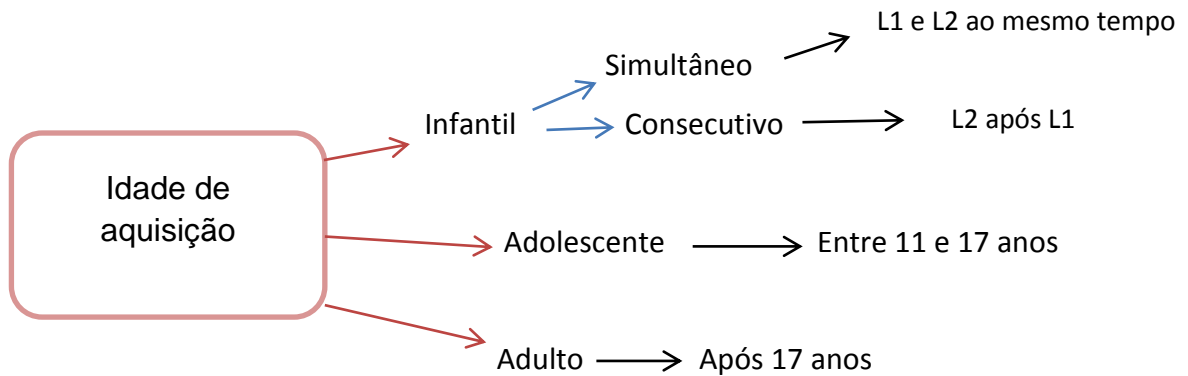 L1 e L2 ao mesmo tempo
Simultâneo
Infantil
Consecutivo
L2 após L1
Idade de
aquisição
Adolescente
Entre 11 e 17 anos
Adulto
Após 17 anos